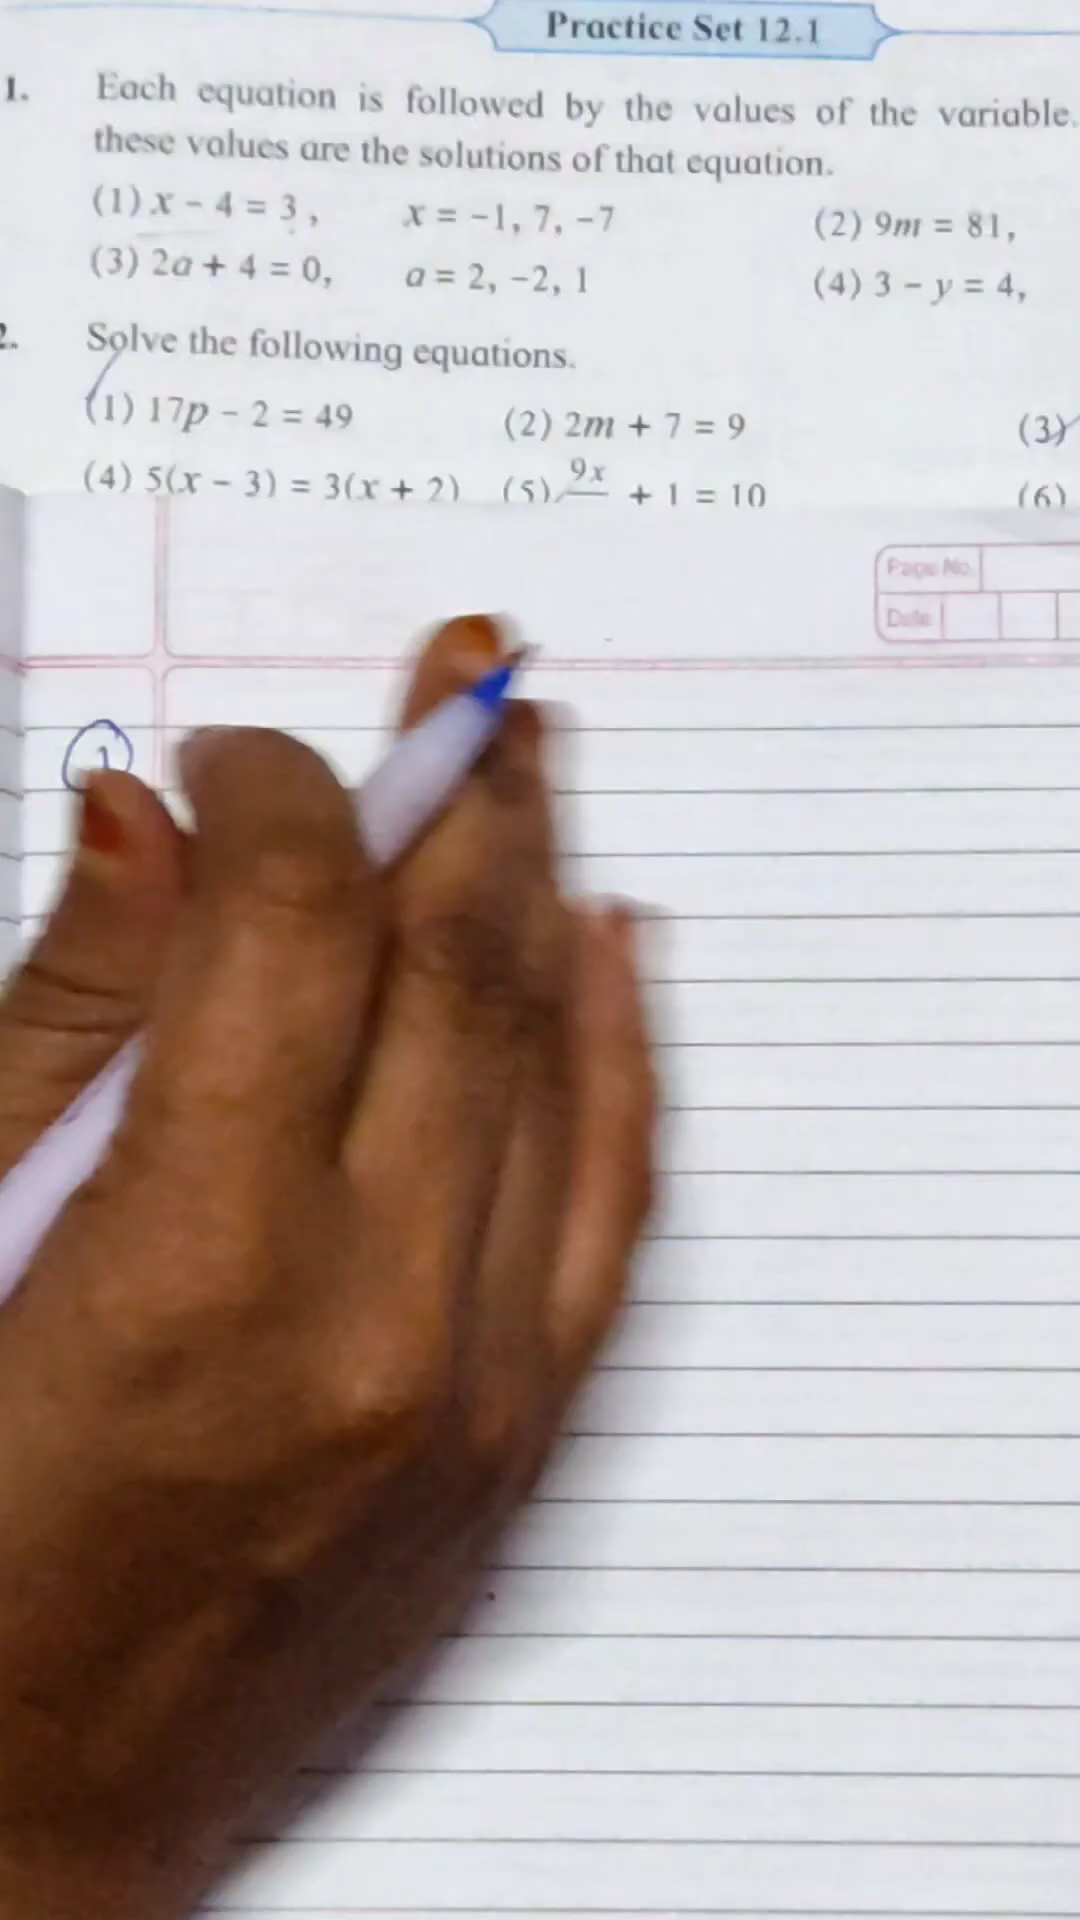 Practice Set 12.1
1. Each equation is followed by the values of the variable.
these values are the solutions of that equation.
(1) x − 4 = 3, x = −1, 7, −7 (2) 9m = 81,
(3) 2a + 4 = 0, a = 2, −2, 1 (4) 3 − y = 4,
2. Solve the following equations.
(1) 17p − 2 = 49 (2) 2m + 7 = 9 (3)
(4) 5(x − 3) = 3(x + 2) (5) 9x + 1 = 10 (6)
Page No.
Date
1